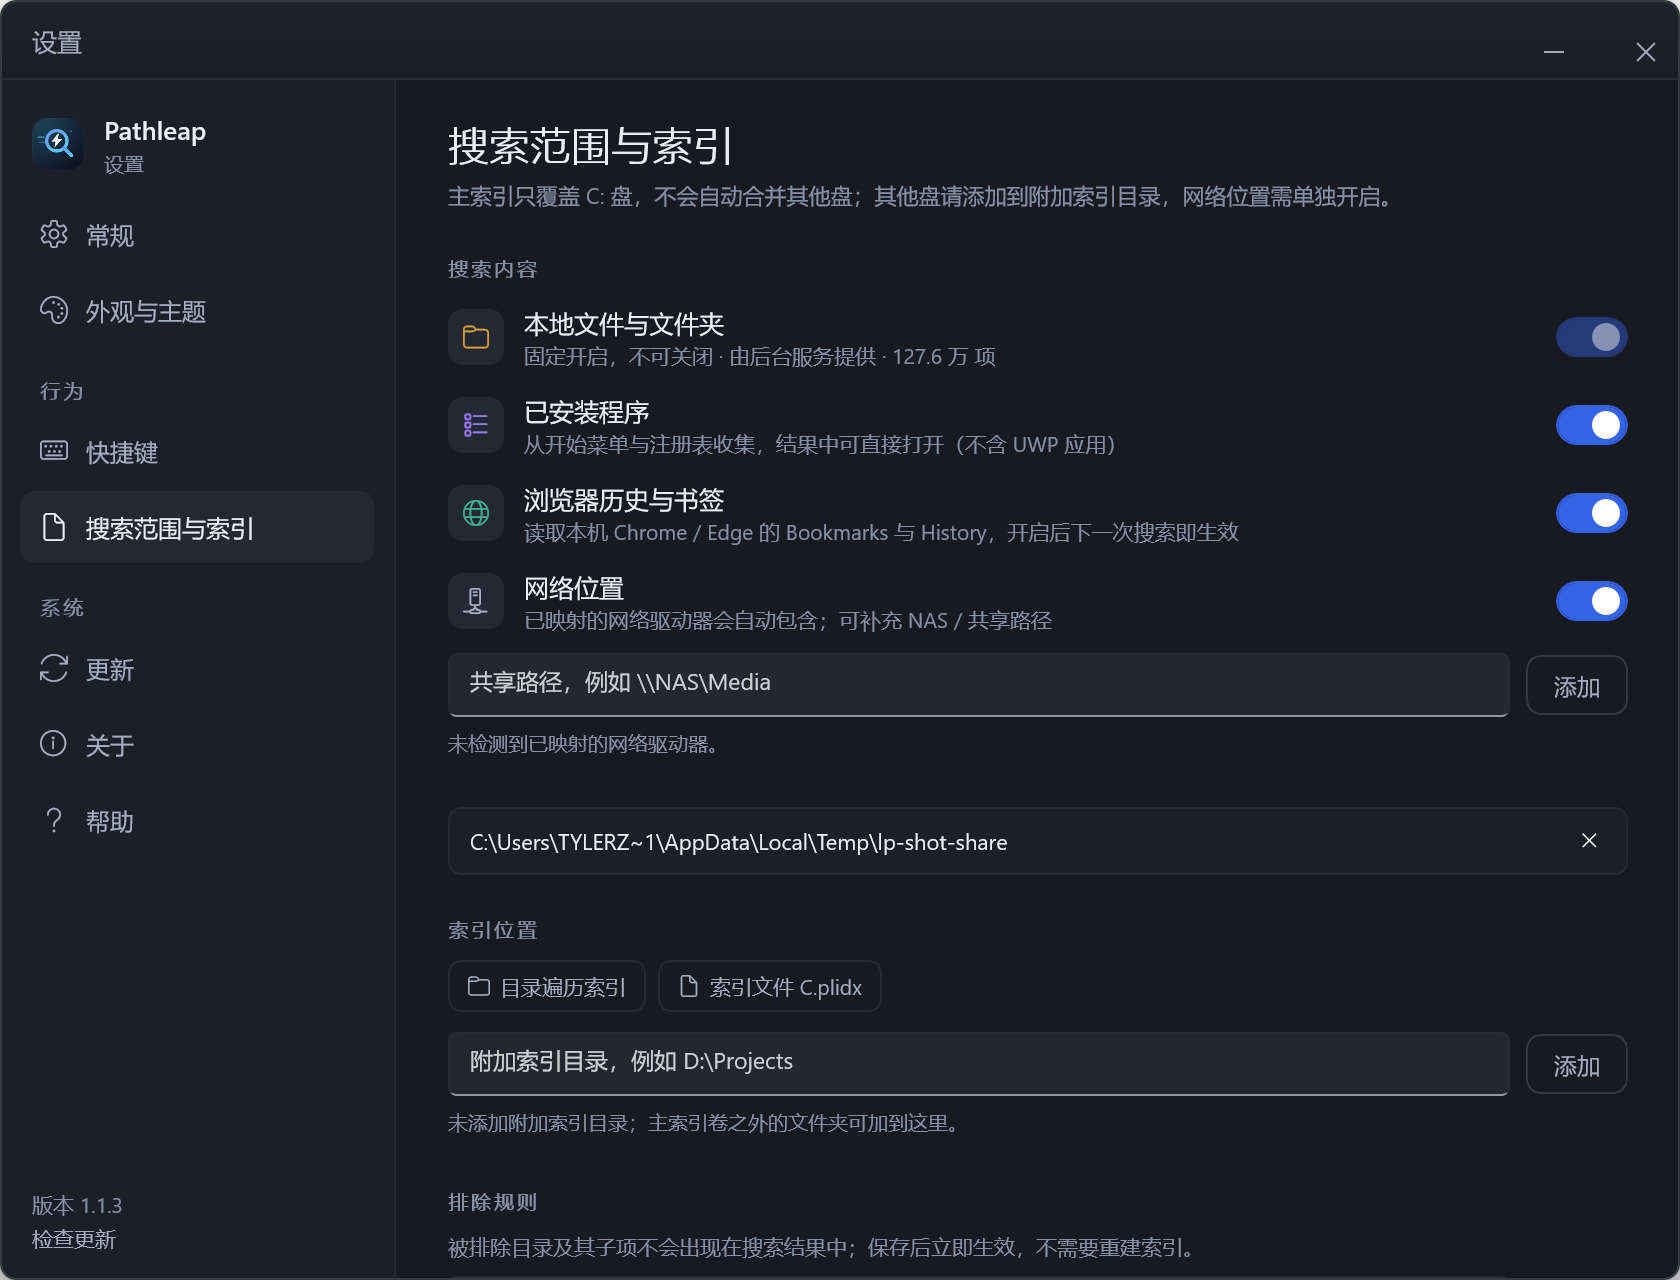 设置
Pathleap
设置
常规
外观与主题
行为
快捷键
搜索范围与索引
系统
更新
关于
帮助
版本 1.1.3
检查更新
搜索范围与索引
主索引只覆盖 C: 盘，不会自动合并其他盘；其他盘请添加到附加索引目录，网络位置需单独开启。
搜索内容
本地文件与文件夹
固定开启，不可关闭 · 由后台服务提供 · 127.6 万 项
已安装程序
从开始菜单与注册表收集，结果中可直接打开（不含 UWP 应用）
浏览器历史与书签
读取本机 Chrome / Edge 的 Bookmarks 与 History，开启后下一次搜索即生效
网络位置
已映射的网络驱动器会自动包含；可补充 NAS / 共享路径
共享路径，例如 \\NAS\Media
添加
未检测到已映射的网络驱动器。
C:\Users\TYLERZ~1\AppData\Local\Temp\lp-shot-share
索引位置
目录遍历索引
索引文件 C.plidx
附加索引目录，例如 D:\Projects
添加
未添加附加索引目录；主索引卷之外的文件夹可加到这里。
排除规则
被排除目录及其子项不会出现在搜索结果中；保存后立即生效，不需要重建索引。